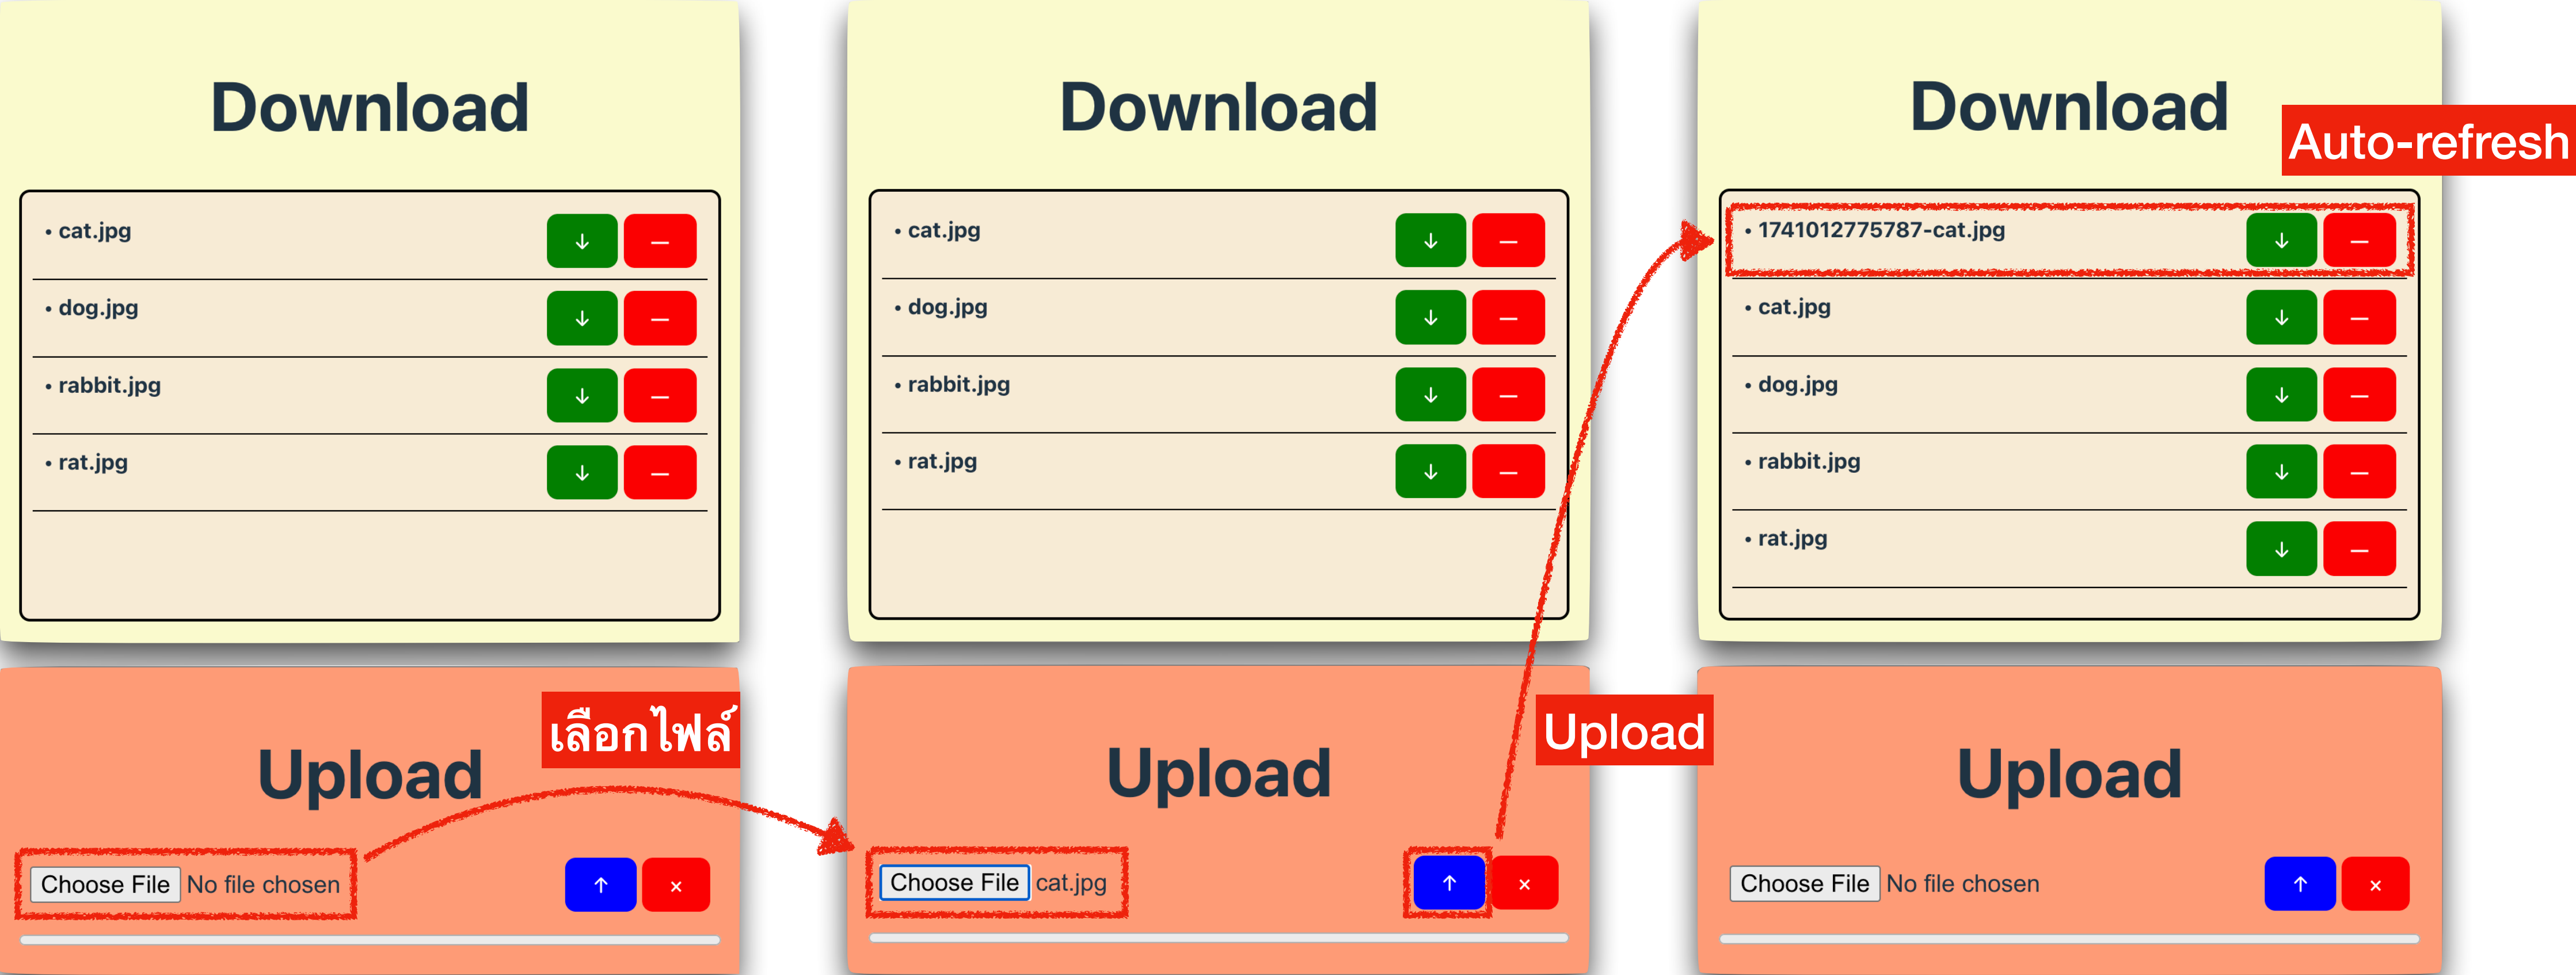 Download
• cat.jpg ↓ –
• dog.jpg ↓ –
• rabbit.jpg ↓ –
• rat.jpg ↓ –
Upload
เลือกไฟล์
Choose File No file chosen ↑ ×
Download
• cat.jpg ↓ –
• dog.jpg ↓ –
• rabbit.jpg ↓ –
• rat.jpg ↓ –
Upload
Upload
Choose File cat.jpg ↑ ×
Download
Auto-refresh
• 1741012775787-cat.jpg ↓ –
• cat.jpg ↓ –
• dog.jpg ↓ –
• rabbit.jpg ↓ –
• rat.jpg ↓ –
Upload
Choose File No file chosen ↑ ×